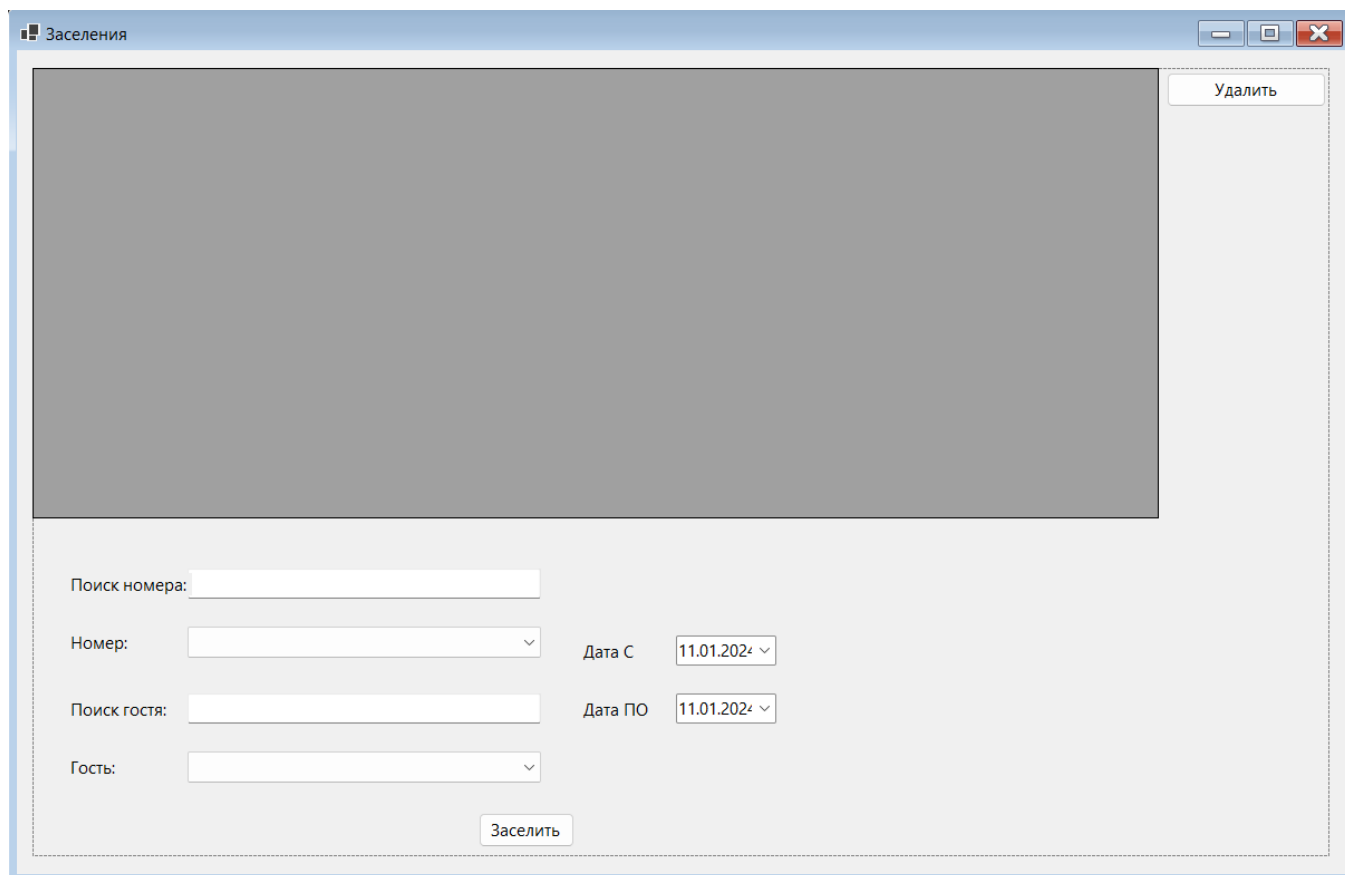 Заселения
Удалить
Поиск номера:
Номер:
Дата С 11.01.2024
Поиск гостя:
Дата ПО 11.01.2024
Гость:
Заселить